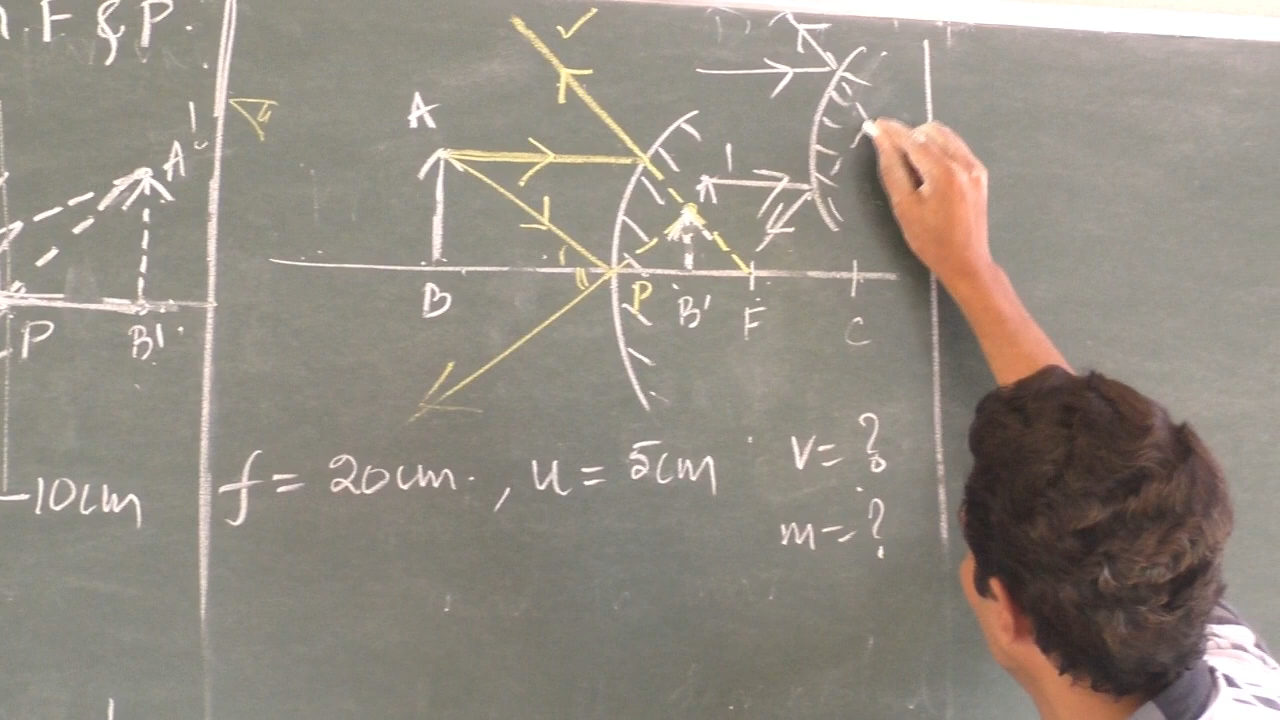 F & P.
A'
P
B'
10cm
A
B
P
B'
F
C
f = 20cm. , u = 5cm
v = ?
m = ?